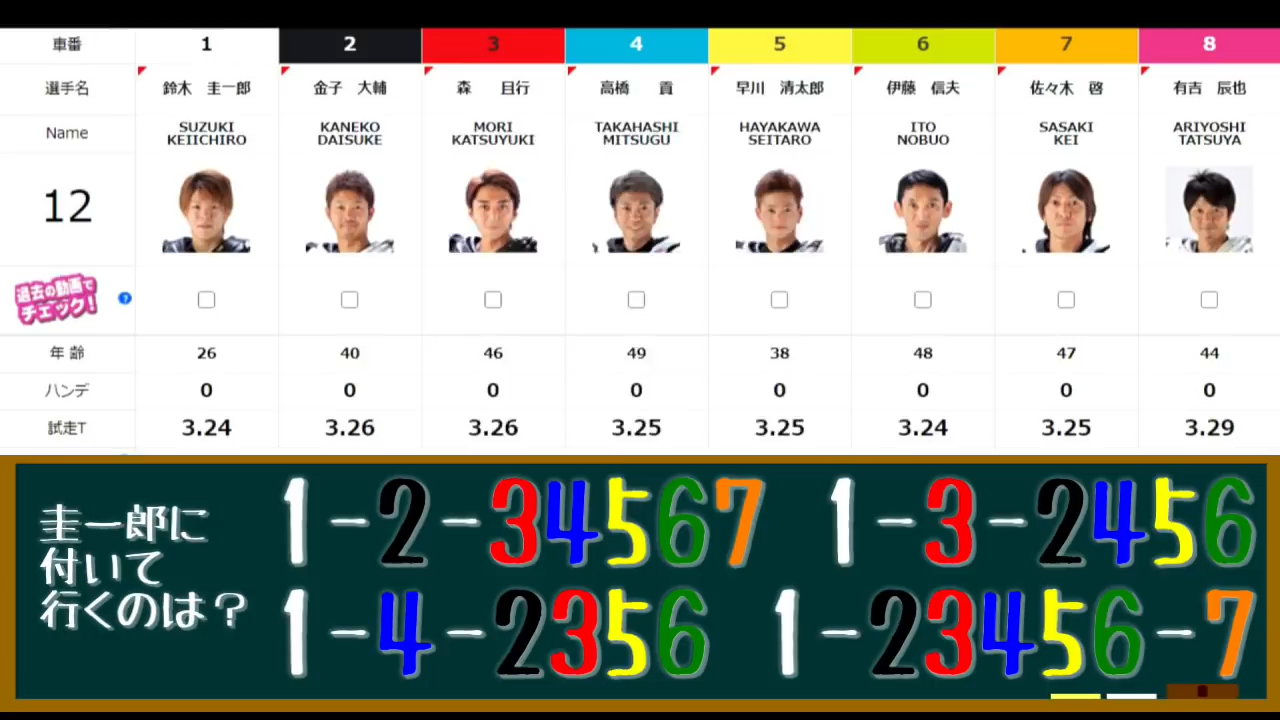 車番 1 2 3 4 5 6 7 8
選手名 鈴木 圭一郎 金子 大輔 森 且行 高橋 貢 早川 清太郎 伊藤 信夫 佐々木 啓 有吉 辰也
Name SUZUKI KEIICHIRO KANEKO DAISUKE MORI KATSUYUKI TAKAHASHI MITSUGU HAYAKAWA SEITARO ITO NOBUO SASAKI KEI ARIYOSHI TATSUYA
12
過去の動画で
チェック! ?
年齢 26 40 46 49 38 48 47 44
ハンデ 0 0 0 0 0 0 0 0
試走T 3.24 3.26 3.26 3.25 3.25 3.24 3.25 3.29
圭一郎に
付いて
行くのは？
1-2-34567 1-3-2456
1-4-2356 1-23456-7